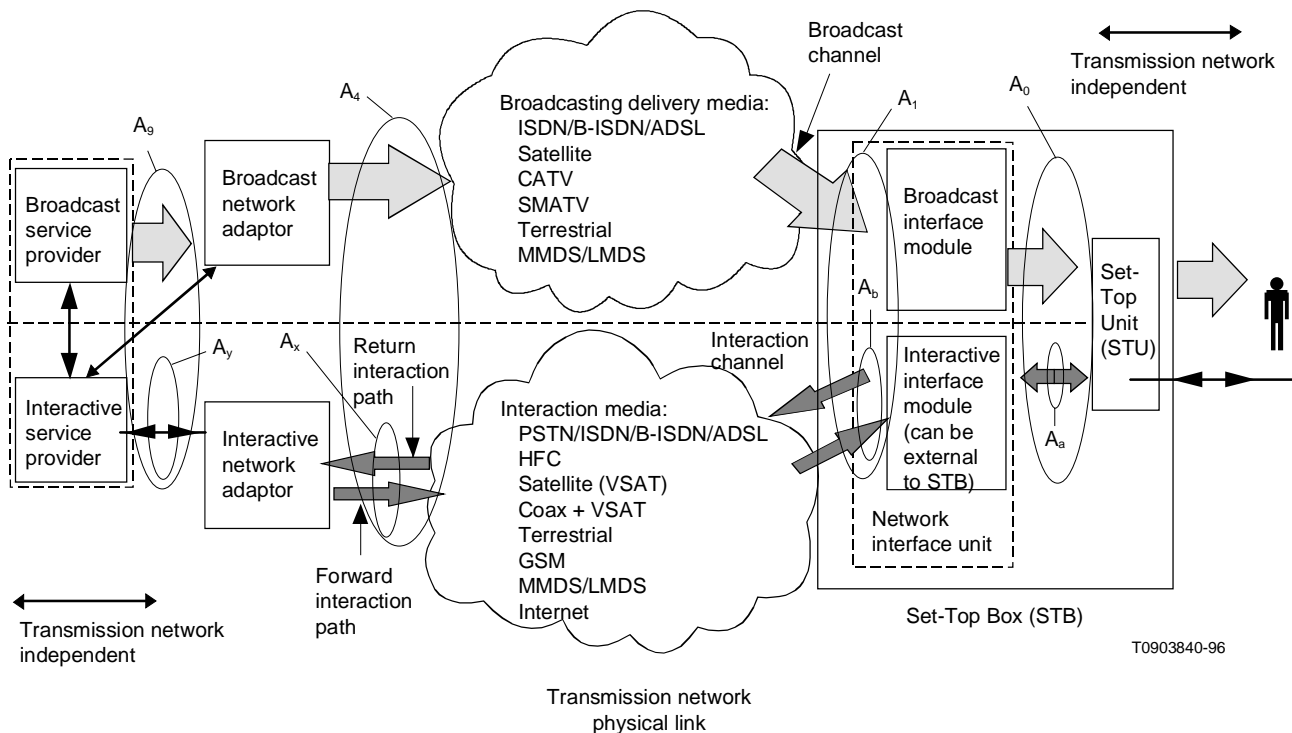 Broadcast
channel
Transmission network
independent
A9
A4
A1
A0
Broadcasting delivery media:
ISDN/B-ISDN/ADSL
Satellite
CATV
SMATV
Terrestrial
MMDS/LMDS
Broadcast
service
provider
Broadcast
network
adaptor
Broadcast
interface
module
Set-
Top
Unit
(STU)
Ab
Ay
Ax
Return
interaction
path
Interaction
channel
Interactive
service
provider
Interactive
network
adaptor
Interaction media:
PSTN/ISDN/B-ISDN/ADSL
HFC
Satellite (VSAT)
Coax + VSAT
Terrestrial
GSM
MMDS/LMDS
Internet
Interactive
interface
module
(can be
external
to STB)
Aa
Network
interface unit
Forward
interaction
path
Transmission network
independent
Set-Top Box (STB)
T0903840-96
Transmission network
physical link